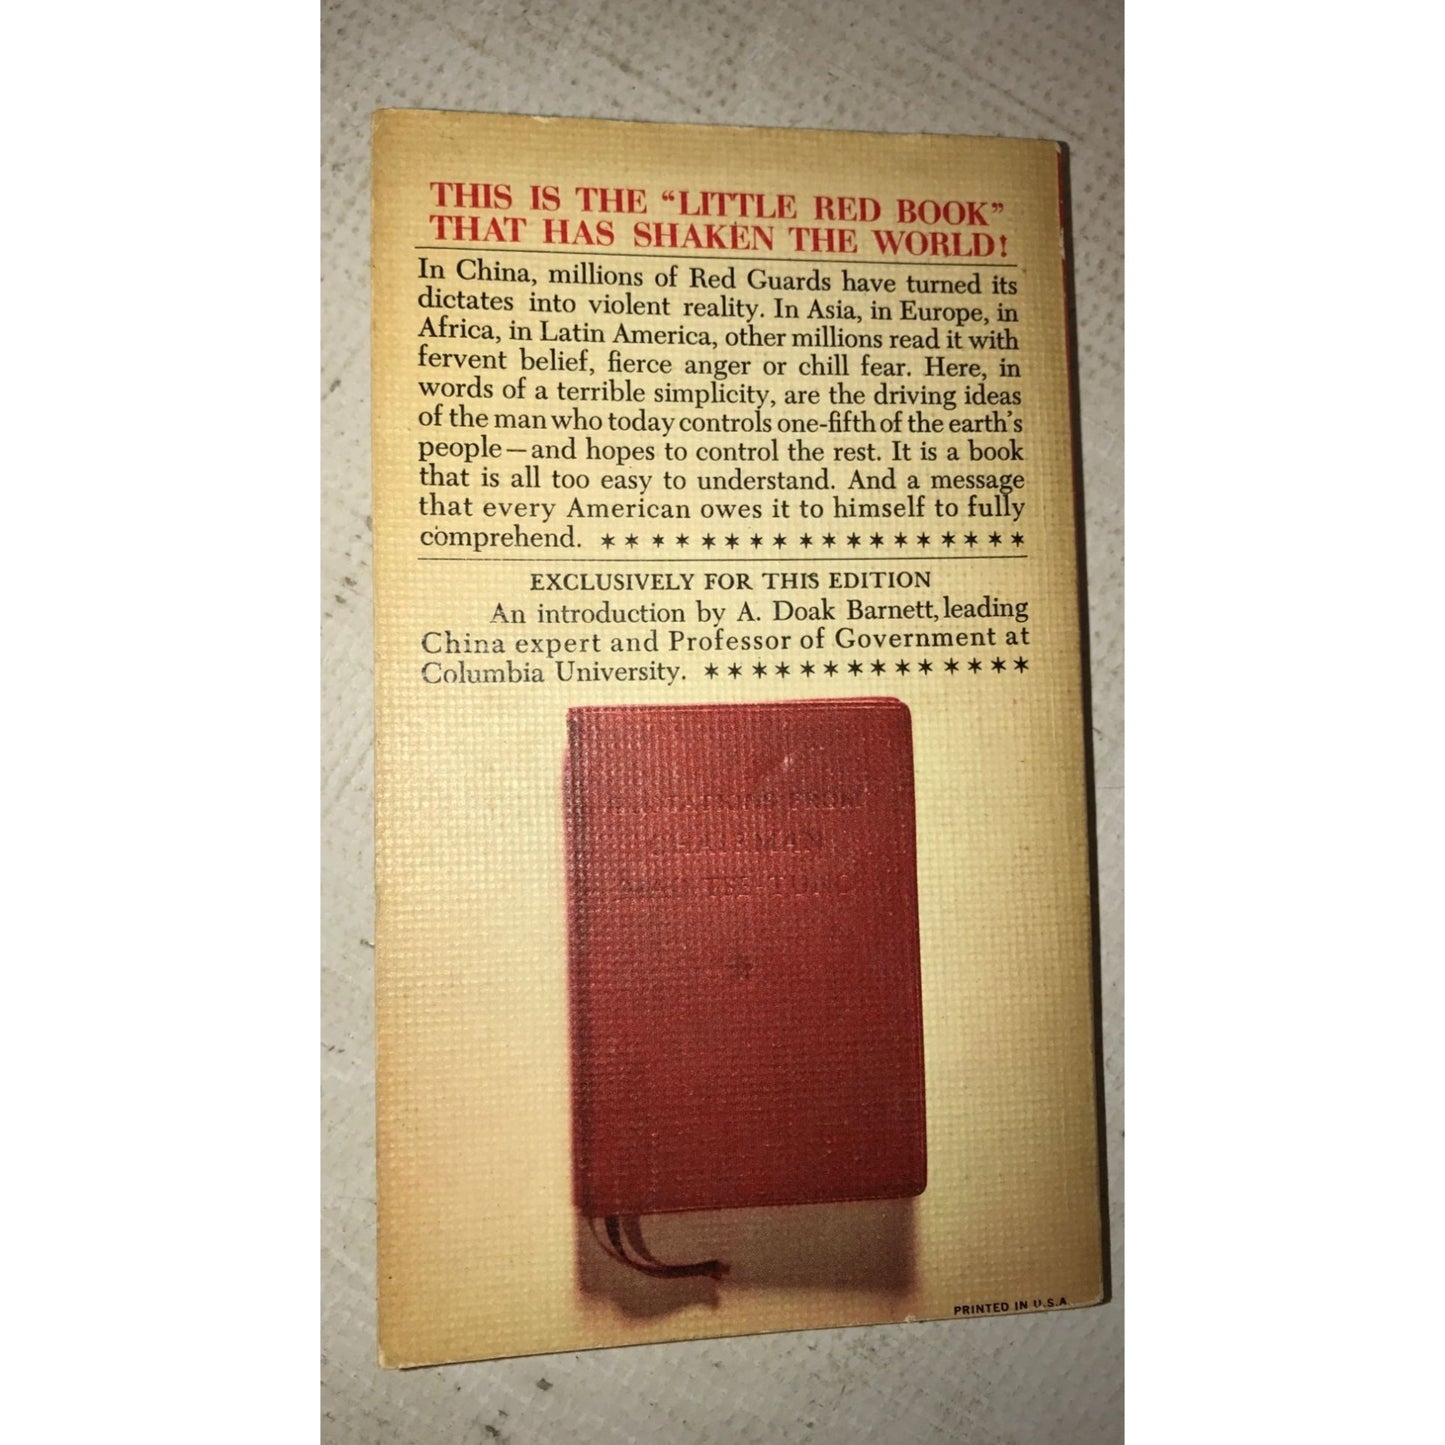 THIS IS THE “LITTLE RED BOOK”
THAT HAS SHAKEN THE WORLD!
In China, millions of Red Guards have turned its
dictates into violent reality. In Asia, in Europe, in
Africa, in Latin America, other millions read it with
fervent belief, fierce anger or chill fear. Here, in
words of a terrible simplicity, are the driving ideas
of the man who today controls one-fifth of the earth's
people—and hopes to control the rest. It is a book
that is all too easy to understand. And a message
that every American owes it to himself to fully
comprehend. * * * * * * * * * * * * * * * * * *
EXCLUSIVELY FOR THIS EDITION
An introduction by A. Doak Barnett, leading
China expert and Professor of Government at
Columbia University. * * * * * * * * * * * * * *
QUOTATIONS FROM
CHAIRMAN
MAO TSE-TUNG
PRINTED IN U.S.A.